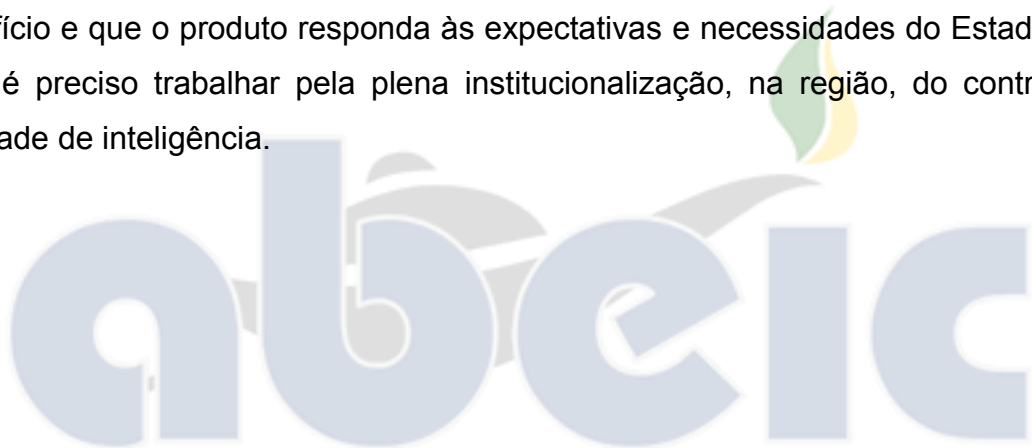 fício e que o produto responda às expectativas e necessidades do Estad
é preciso trabalhar pela plena institucionalização, na região, do contr
ade de inteligência.
abeic